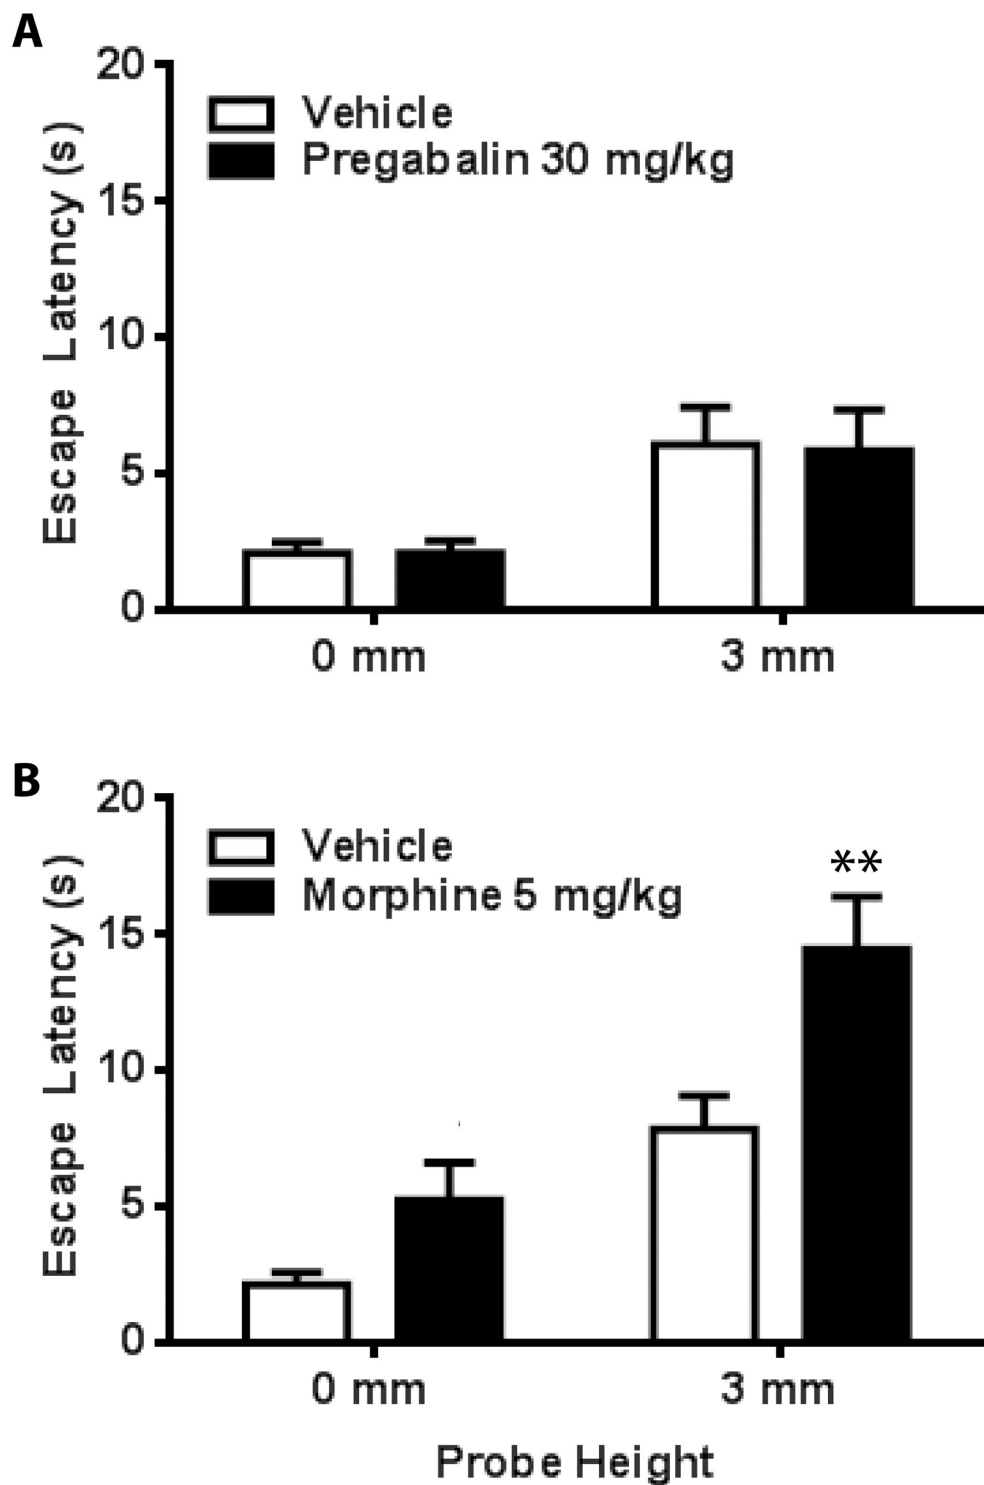 A
20
Vehicle
Pregabalin 30 mg/kg
15
10
5
0
Escape Latency (s)
0 mm
3 mm
B
20
Vehicle
Morphine 5 mg/kg
**
15
10
5
0
Escape Latency (s)
0 mm
3 mm
Probe Height